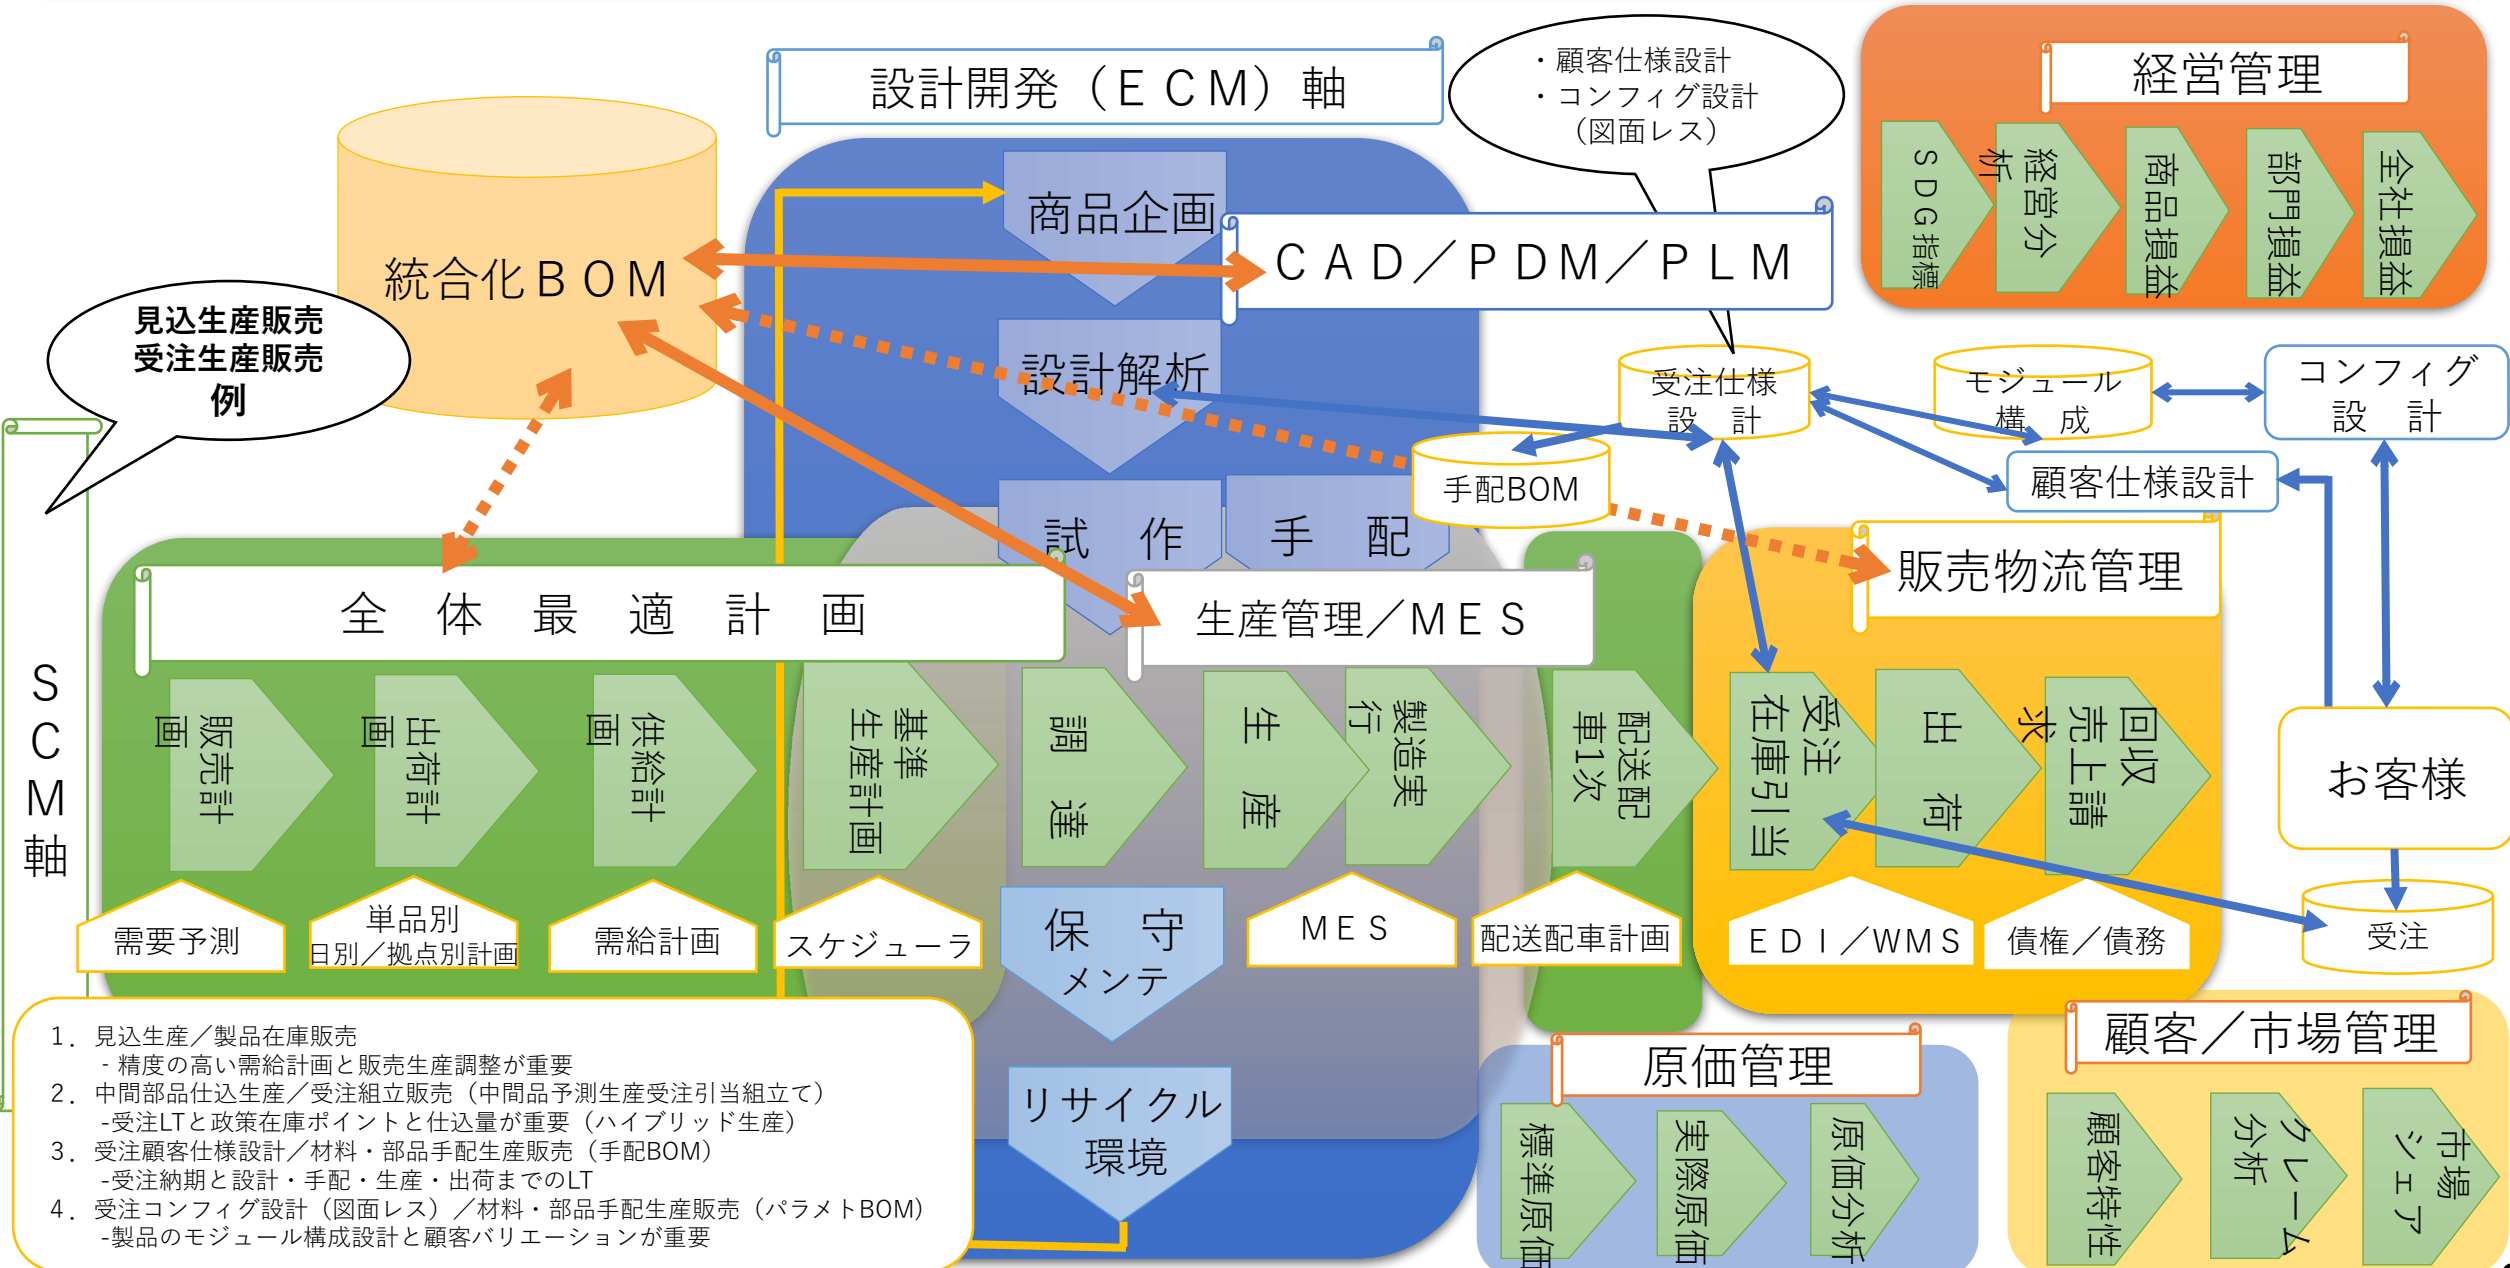 設計開発（ＥＣＭ）軸
・顧客仕様設計
・コンフィグ設計
（図面レス）
経営管理
ＳＤＧ指標
経営分析
商品損益
部門損益
全社損益
統合化ＢＯＭ
商品企画
ＣＡＤ／ＰＤＭ／ＰＬＭ
見込生産販売
受注生産販売
例
設計解析
受注仕様
設　計
モジュール
構　成
コンフィグ
設　計
手配BOM
顧客仕様設計
試　作
手　配
販売物流管理
全　体　最　適　計　画
生産管理／ＭＥＳ
ＳＣＭ軸
販売計画
出荷計画
供給計画
基準
生産計画
調　達
生　産
製造実行
配送配車1次
受注
在庫引当
出　荷
回収
売上請求
お客様
需要予測
単品別
日別／拠点別計画
需給計画
スケジューラ
保　守
メンテ
ＭＥＳ
配送配車計画
ＥＤＩ／WMS
債権／債務
受注
1．見込生産／製品在庫販売
- 精度の高い需給計画と販売生産調整が重要
2．中間部品仕込生産／受注組立販売（中間品予測生産受注引当組立て）
-受注LTと政策在庫ポイントと仕込量が重要（ハイブリッド生産）
3．受注顧客仕様設計／材料・部品手配生産販売（手配BOM）
-受注納期と設計・手配・生産・出荷までのLT
4．受注コンフィグ設計（図面レス）／材料・部品手配生産販売（パラメトBOM）
-製品のモジュール構成設計と顧客バリエーションが重要
リサイクル
環境
原価管理
標準原価
実際原価
原価分析
顧客／市場管理
顧客特性
クレーム
分析
市場
シェア